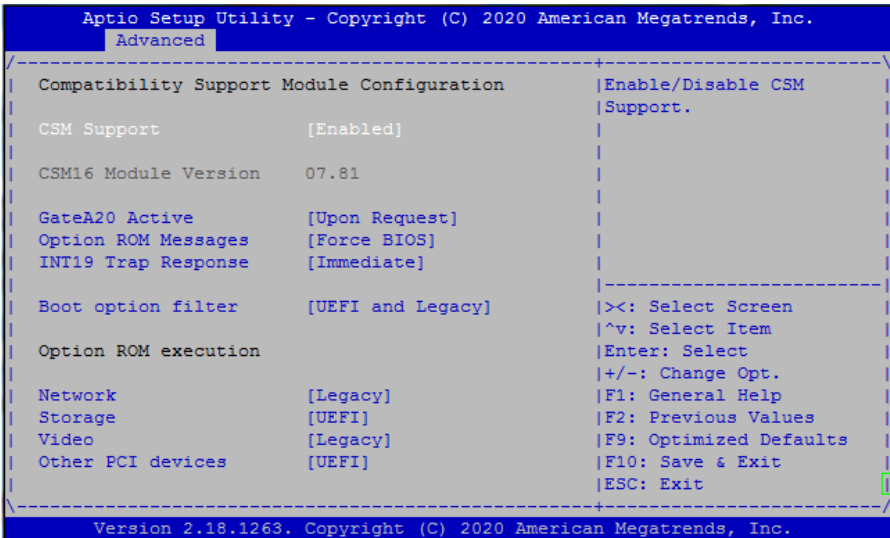 Aptio Setup Utility - Copyright (C) 2020 American Megatrends, Inc.
Advanced
Compatibility Support Module Configuration
Enable/Disable CSM
Support.
CSM Support [Enabled]
CSM16 Module Version 07.81
GateA20 Active [Upon Request]
Option ROM Messages [Force BIOS]
INT19 Trap Response [Immediate]
Boot option filter [UEFI and Legacy]
Option ROM execution
Network [Legacy]
Storage [UEFI]
Video [Legacy]
Other PCI devices [UEFI]
><: Select Screen
^v: Select Item
Enter: Select
+/-: Change Opt.
F1: General Help
F2: Previous Values
F9: Optimized Defaults
F10: Save & Exit
ESC: Exit
Version 2.18.1263. Copyright (C) 2020 American Megatrends, Inc.